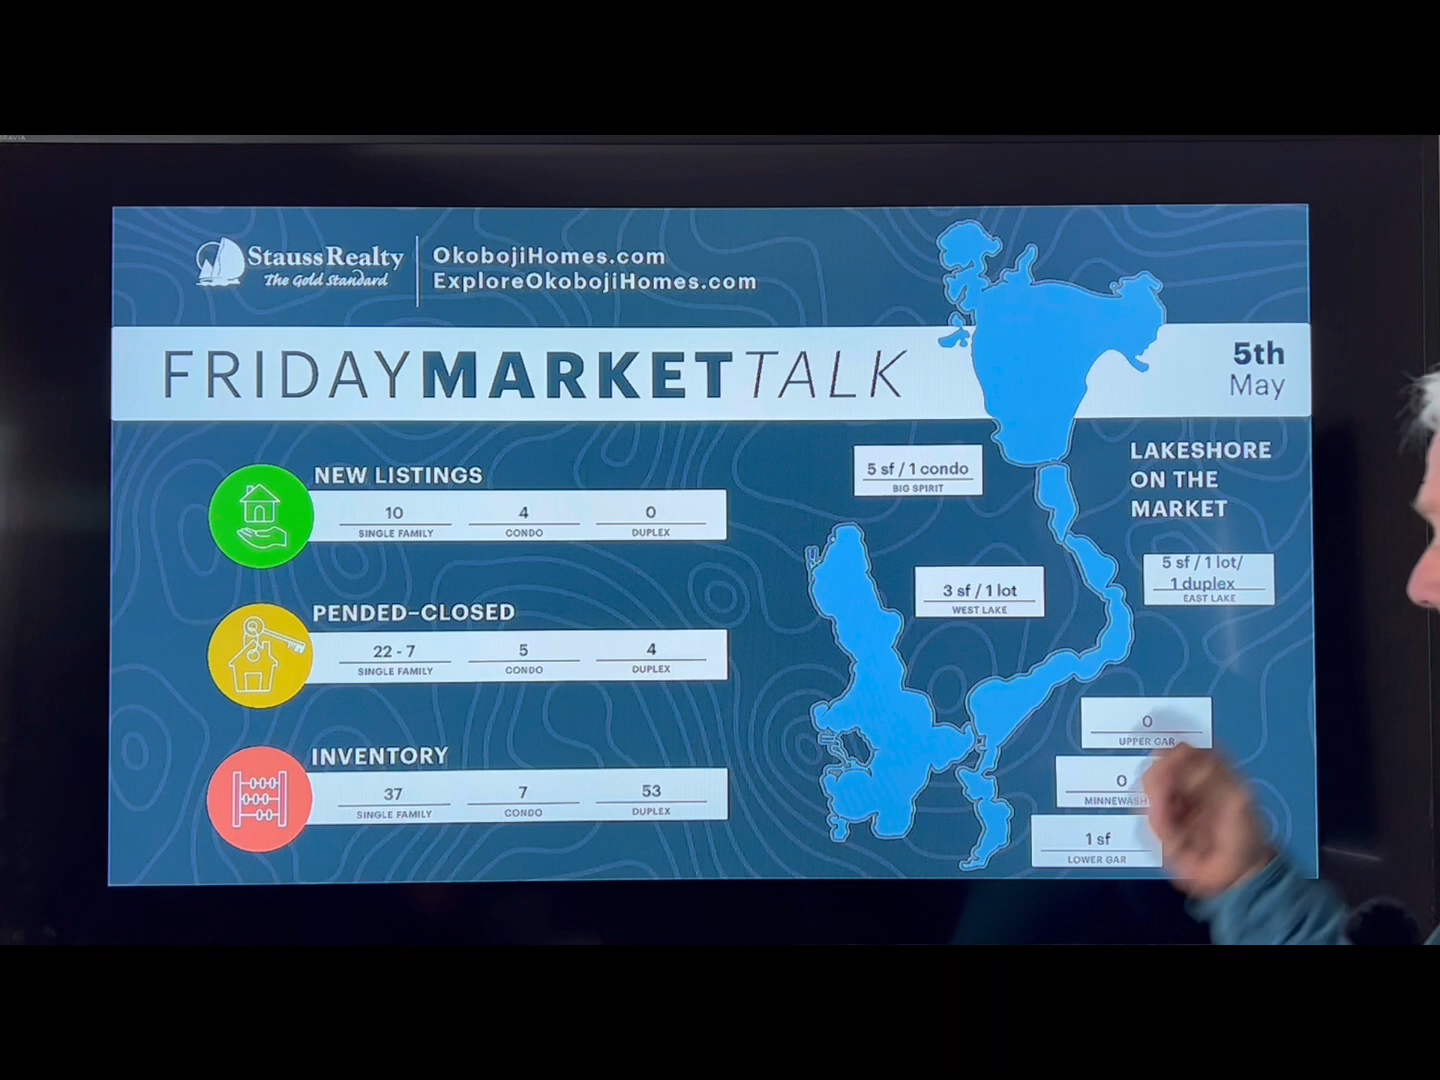 BRAVIA
StaussRealty
The Gold Standard
OkobojiHomes.com
ExploreOkobojiHomes.com
FRIDAYMARKETTALK
5th
May
NEW LISTINGS
10
SINGLE FAMILY
4
CONDO
0
DUPLEX
PENDED-CLOSED
22 - 7
SINGLE FAMILY
5
CONDO
4
DUPLEX
INVENTORY
37
SINGLE FAMILY
7
CONDO
53
DUPLEX
LAKESHORE
ON THE
MARKET
5 sf / 1 condo
BIG SPIRIT
3 sf / 1 lot
WEST LAKE
5 sf / 1 lot/
1 duplex
EAST LAKE
0
UPPER GAR
0
MINNEWASH
1 sf
LOWER GAR